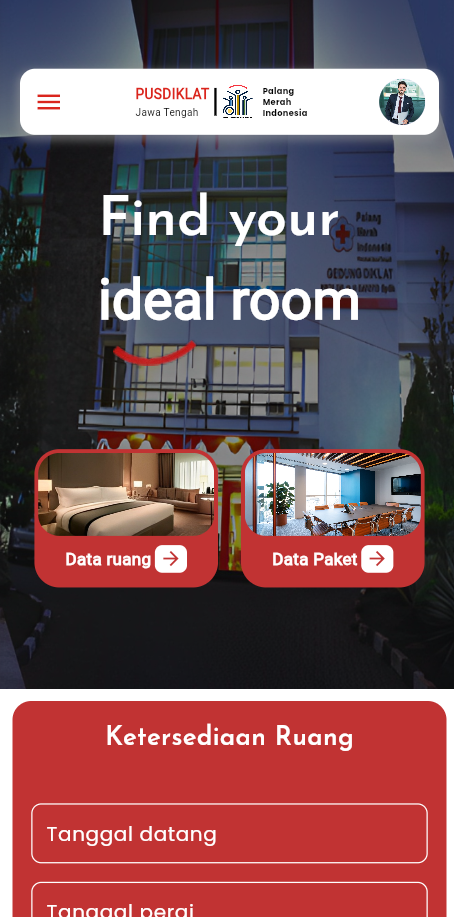 PUSDIKLAT
Jawa Tengah
Palang
Merah
Indonesia
Find your
ideal room
Palang
Merah
Indonesia
GEDUNG DIKLAT
Data ruang
Data Paket
Ketersediaan Ruang
Tanggal datang
Tanggal pergi